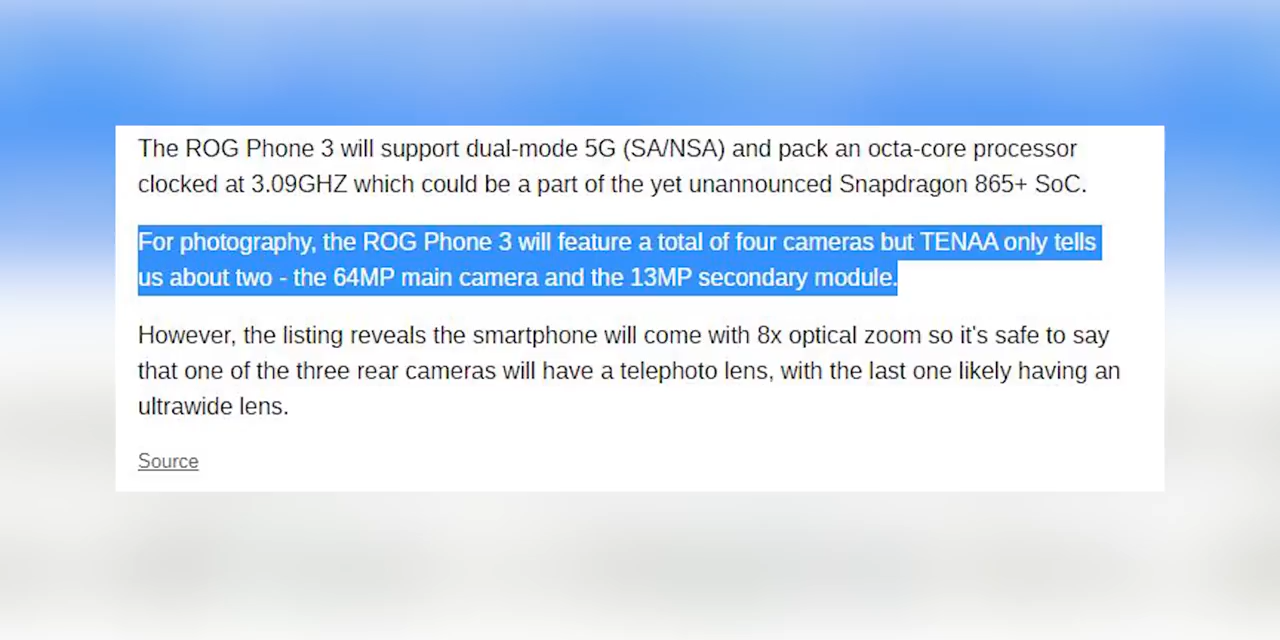 The ROG Phone 3 will support dual-mode 5G (SA/NSA) and pack an octa-core processor
clocked at 3.09GHZ which could be a part of the yet unannounced Snapdragon 865+ SoC.
For photography, the ROG Phone 3 will feature a total of four cameras but TENAA only tells
us about two - the 64MP main camera and the 13MP secondary module.
However, the listing reveals the smartphone will come with 8x optical zoom so it's safe to say
that one of the three rear cameras will have a telephoto lens, with the last one likely having an
ultrawide lens.
Source